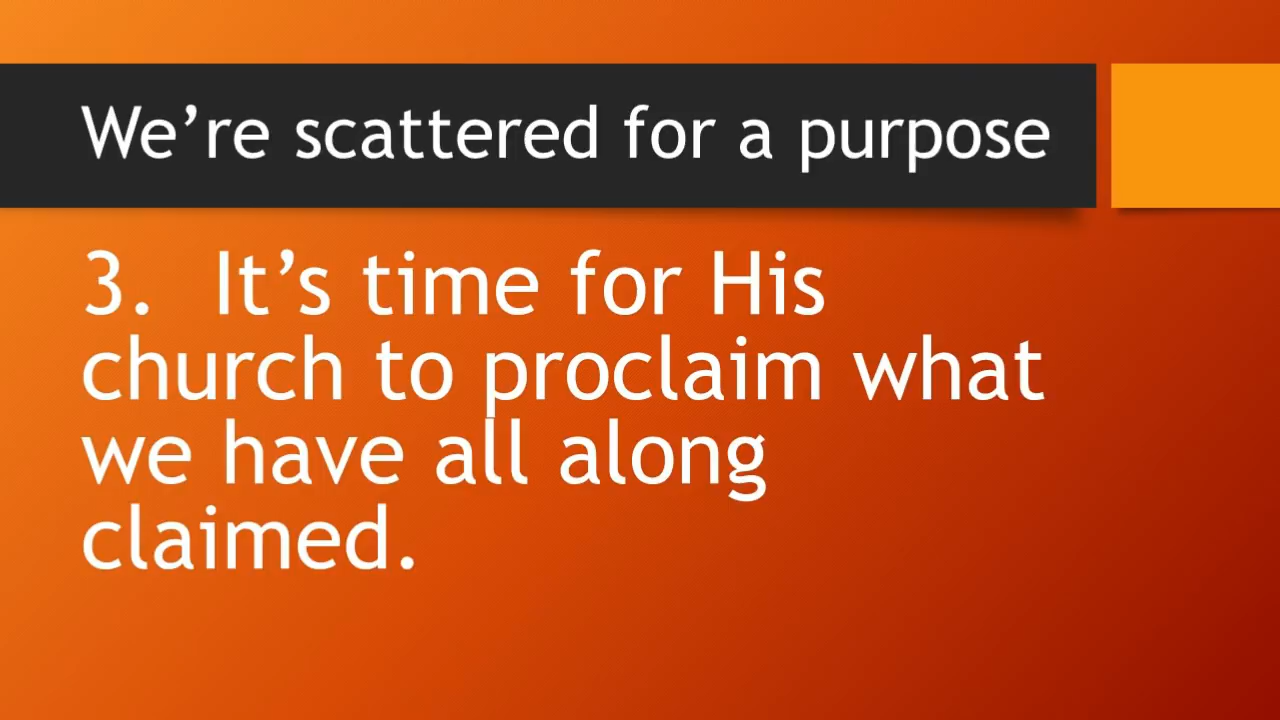 We’re scattered for a purpose
3. It’s time for His
church to proclaim what
we have all along
claimed.